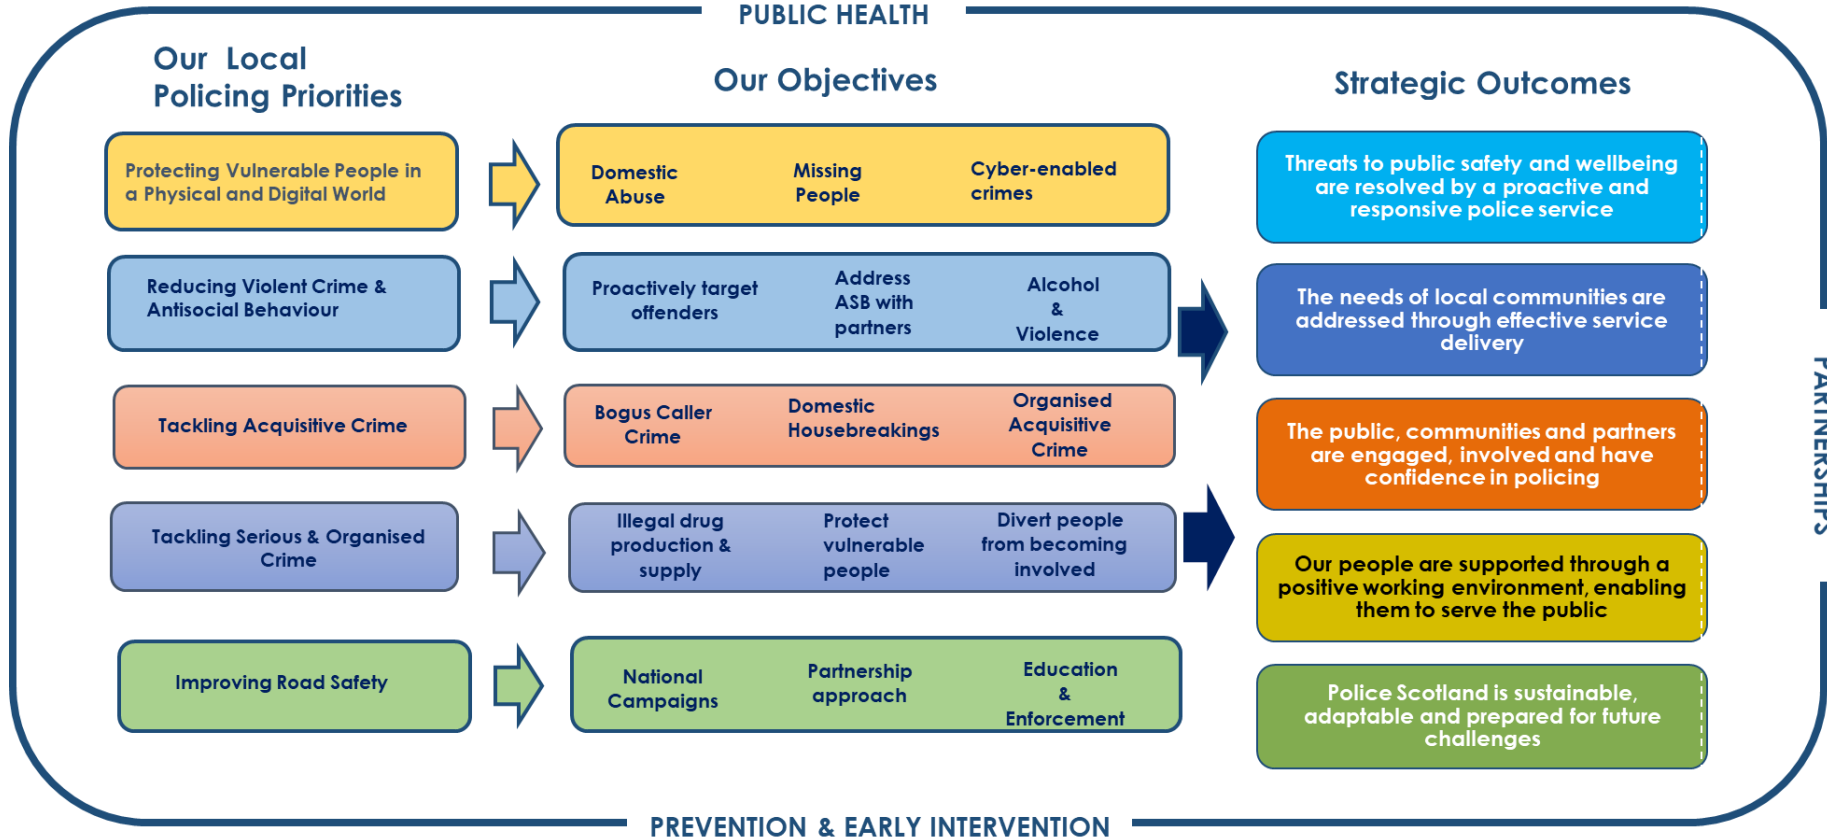 PUBLIC HEALTH
Our Local
Policing Priorities
Our Objectives
Strategic Outcomes
Protecting Vulnerable People in
a Physical and Digital World
Domestic
Abuse
Missing
People
Cyber-enabled
crimes
Threats to public safety and wellbeing
are resolved by a proactive and
responsive police service
Reducing Violent Crime &
Antisocial Behaviour
Proactively target
offenders
Address
ASB with
partners
Alcohol
&
Violence
The needs of local communities are
addressed through effective service
delivery
Tackling Acquisitive Crime
Bogus Caller
Crime
Domestic
Housebreakings
Organised
Acquisitive
Crime
The public, communities and partners
are engaged, involved and have
confidence in policing
Tackling Serious & Organised
Crime
Illegal drug
production &
supply
Protect
vulnerable
people
Divert people
from becoming
involved
Our people are supported through a
positive working environment, enabling
them to serve the public
Improving Road Safety
National
Campaigns
Partnership
approach
Education
&
Enforcement
Police Scotland is sustainable,
adaptable and prepared for future
challenges
PARTNERSHIPS
PREVENTION & EARLY INTERVENTION